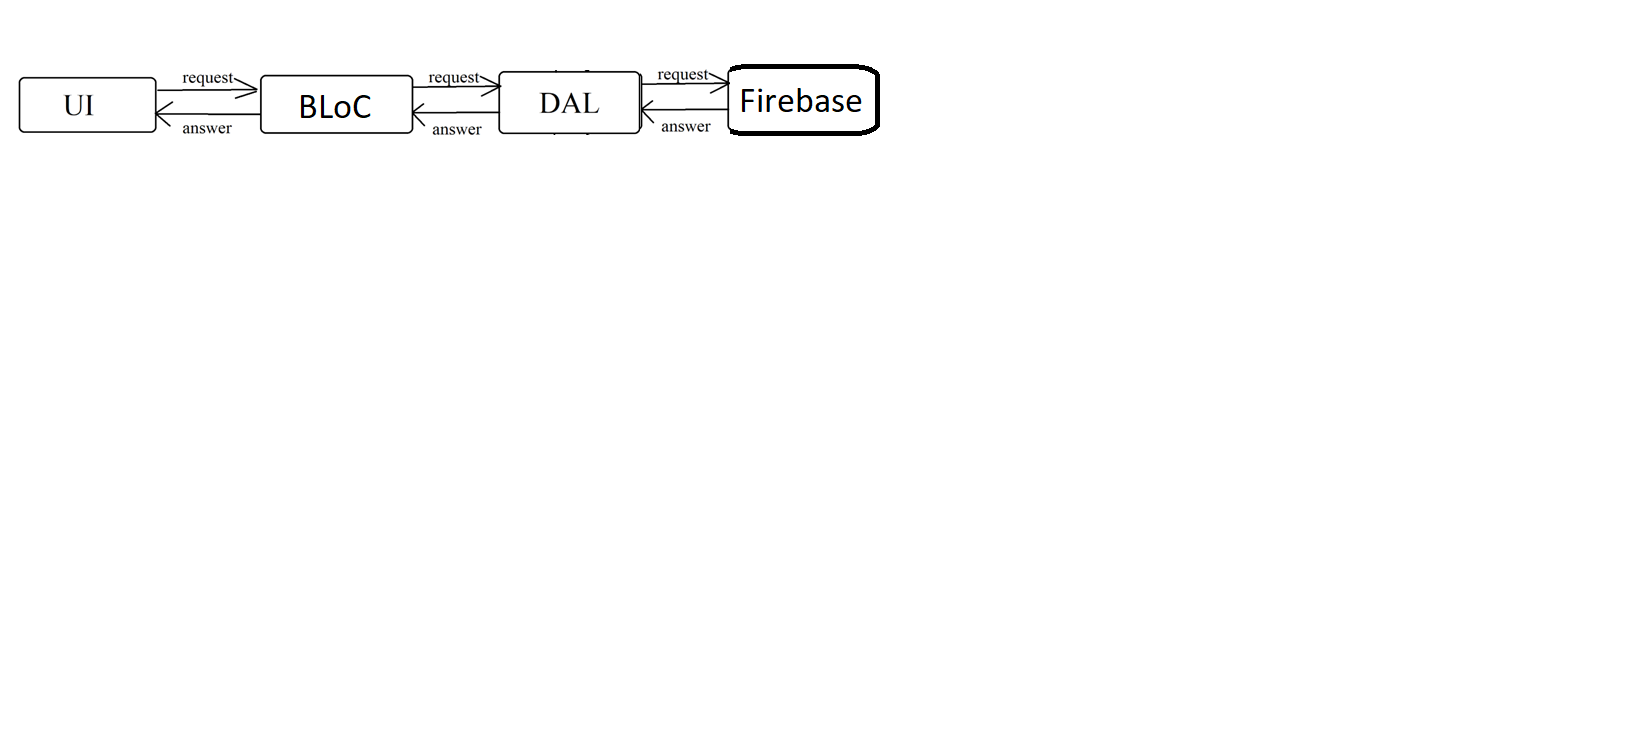 request
request
request
UI
BLoC
DAL
Firebase
answer
answer
answer